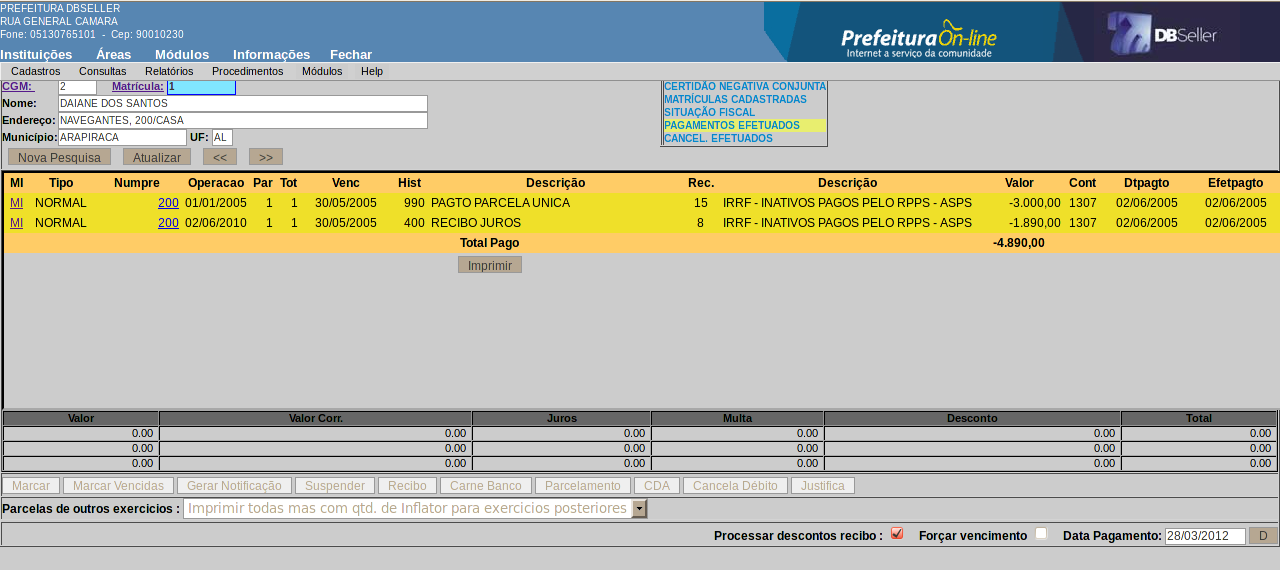 PREFEITURA DBSELLER
RUA GENERAL CAMARA
Fone: 05130765101 - Cep: 90010230
Prefeitura On-line
Internet a serviço da comunidade
DBSeller
Instituições Áreas Módulos Informações Fechar
Cadastros Consultas Relatórios Procedimentos Módulos Help
CGM: 2 Matrícula: 1
Nome: DAIANE DOS SANTOS
Endereço: NAVEGANTES, 200/CASA
Município: ARAPIRACA UF: AL
Nova Pesquisa Atualizar << >>
CERTIDÃO NEGATIVA CONJUNTA
MATRÍCULAS CADASTRADAS
SITUAÇÃO FISCAL
PAGAMENTOS EFETUADOS
CANCEL. EFETUADOS
MI Tipo Numpre Operacao Par Tot Venc Hist Descrição Rec. Descrição Valor Cont Dtpagto Efetpagto
MI NORMAL 200 01/01/2005 1 1 30/05/2005 990 PAGTO PARCELA UNICA 15 IRRF - INATIVOS PAGOS PELO RPPS - ASPS -3.000,00 1307 02/06/2005 02/06/2005
MI NORMAL 200 02/06/2010 1 1 30/05/2005 400 RECIBO JUROS 8 IRRF - INATIVOS PAGOS PELO RPPS - ASPS -1.890,00 1307 02/06/2005 02/06/2005
Total Pago -4.890,00
Imprimir
Valor Valor Corr. Juros Multa Desconto Total
0.00 0.00 0.00 0.00 0.00 0.00
0.00 0.00 0.00 0.00 0.00 0.00
0.00 0.00 0.00 0.00 0.00 0.00
Marcar Marcar Vencidas Gerar Notificação Suspender Recibo Carne Banco Parcelamento CDA Cancela Débito Justifica
Parcelas de outros exercicios : Imprimir todas mas com qtd. de Inflator para exercicios posteriores
Processar descontos recibo : Forçar vencimento Data Pagamento: 28/03/2012 D